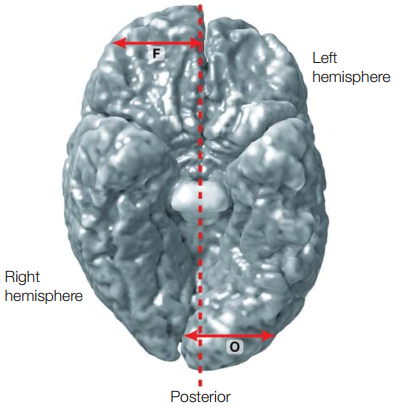 F
Left
hemisphere
Right
hemisphere
O
Posterior